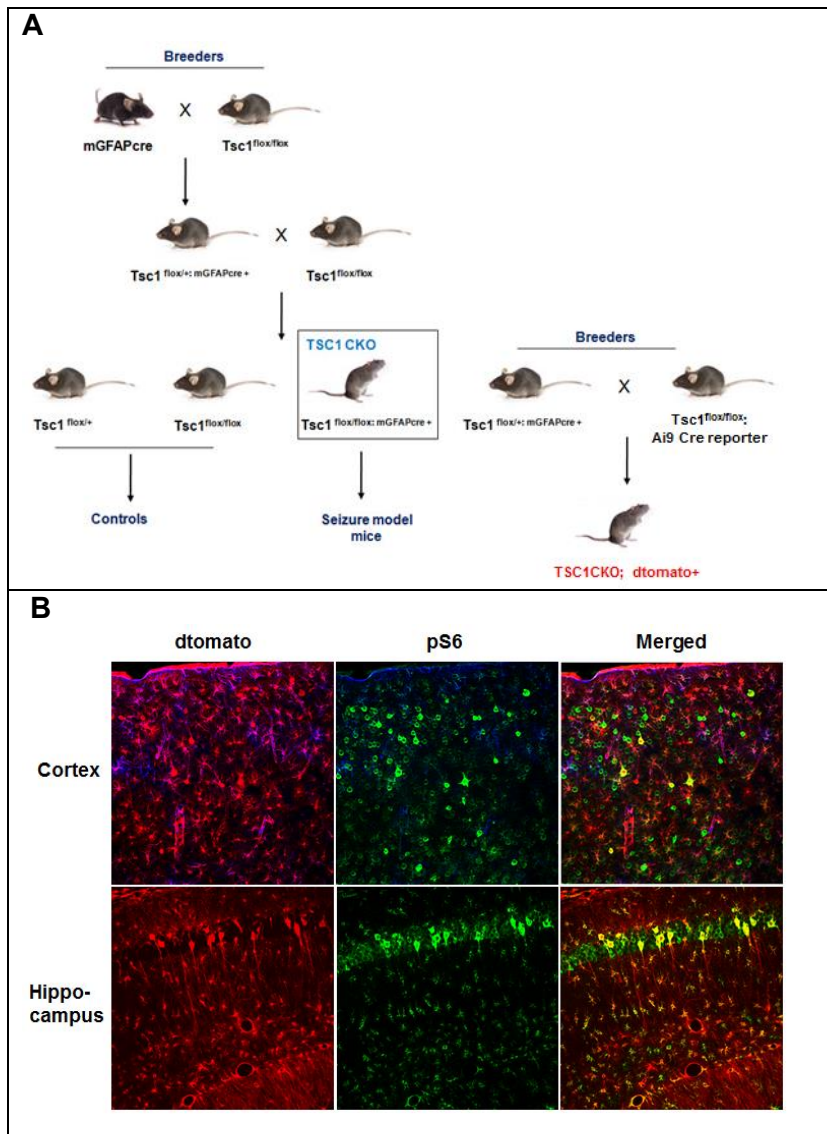 A
Breeders
X
mGFAPcre
Tsc1flox/flox
X
Tsc1 flox/+: mGFAPcre +
Tsc1flox/flox
TSC1 CKO
Breeders
X
Tsc1 flox/+
Tsc1flox/flox
Tsc1 flox/flox: mGFAPcre +
Tsc1 flox/+: mGFAPcre +
Tsc1flox/flox:
Ai9 Cre reporter
Controls
Seizure model
mice
TSC1CKO; dtomato+
B
dtomato
pS6
Merged
Cortex
Hippo-
campus